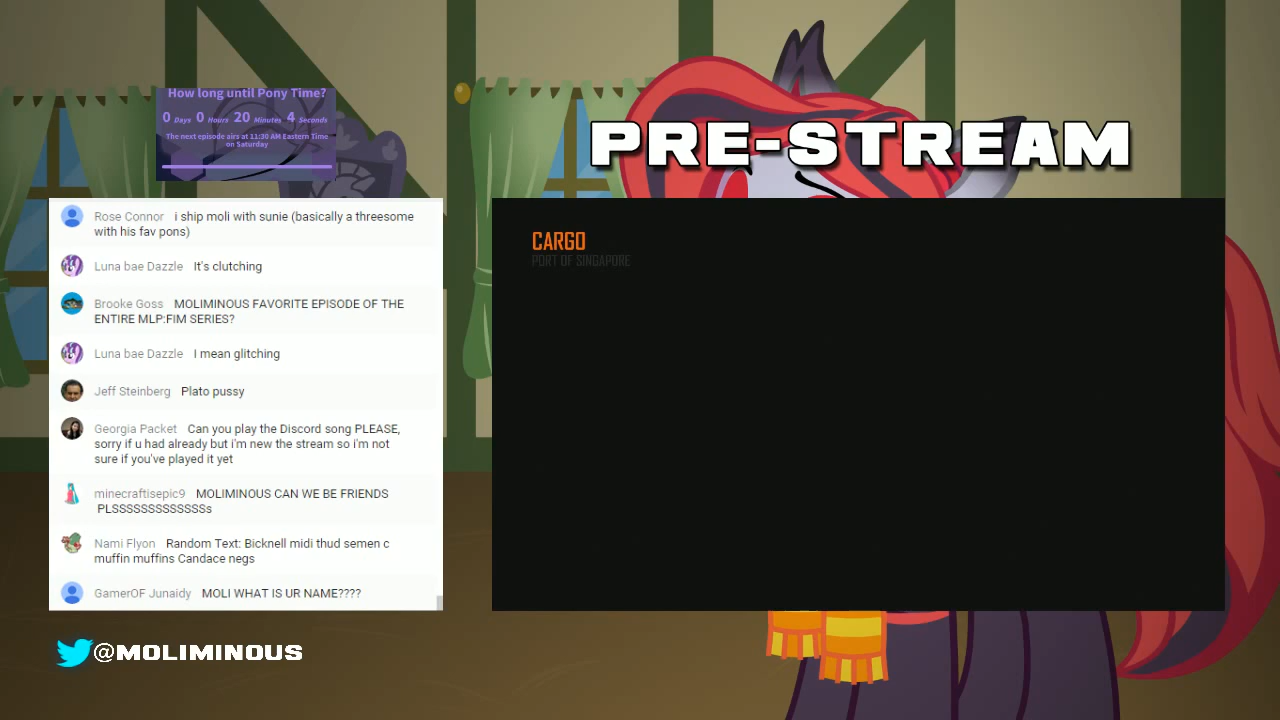 How long until Pony Time?
0 Days 0 Hours 20 Minutes 4 Seconds
The next episode airs at 11:30 AM Eastern Time
on Saturday
PRE-STREAM
Rose Connor i ship moli with sunie (basically a threesome
with his fav pons)
Luna bae Dazzle It's clutching
Brooke Goss MOLIMINOUS FAVORITE EPISODE OF THE
ENTIRE MLP:FIM SERIES?
Luna bae Dazzle I mean glitching
Jeff Steinberg Plato pussy
Georgia Packet Can you play the Discord song PLEASE,
sorry if u had already but i'm new the stream so i'm not
sure if you've played it yet
minecraftisepic9 MOLIMINOUS CAN WE BE FRIENDS
PLSSSSSSSSSSSSs
Nami Flyon Random Text: Bicknell midi thud semen c
muffin muffins Candace negs
GamerOF Junaidy MOLI WHAT IS UR NAME????
CARGO
PORT OF SINGAPORE
@MOLIMINOUS